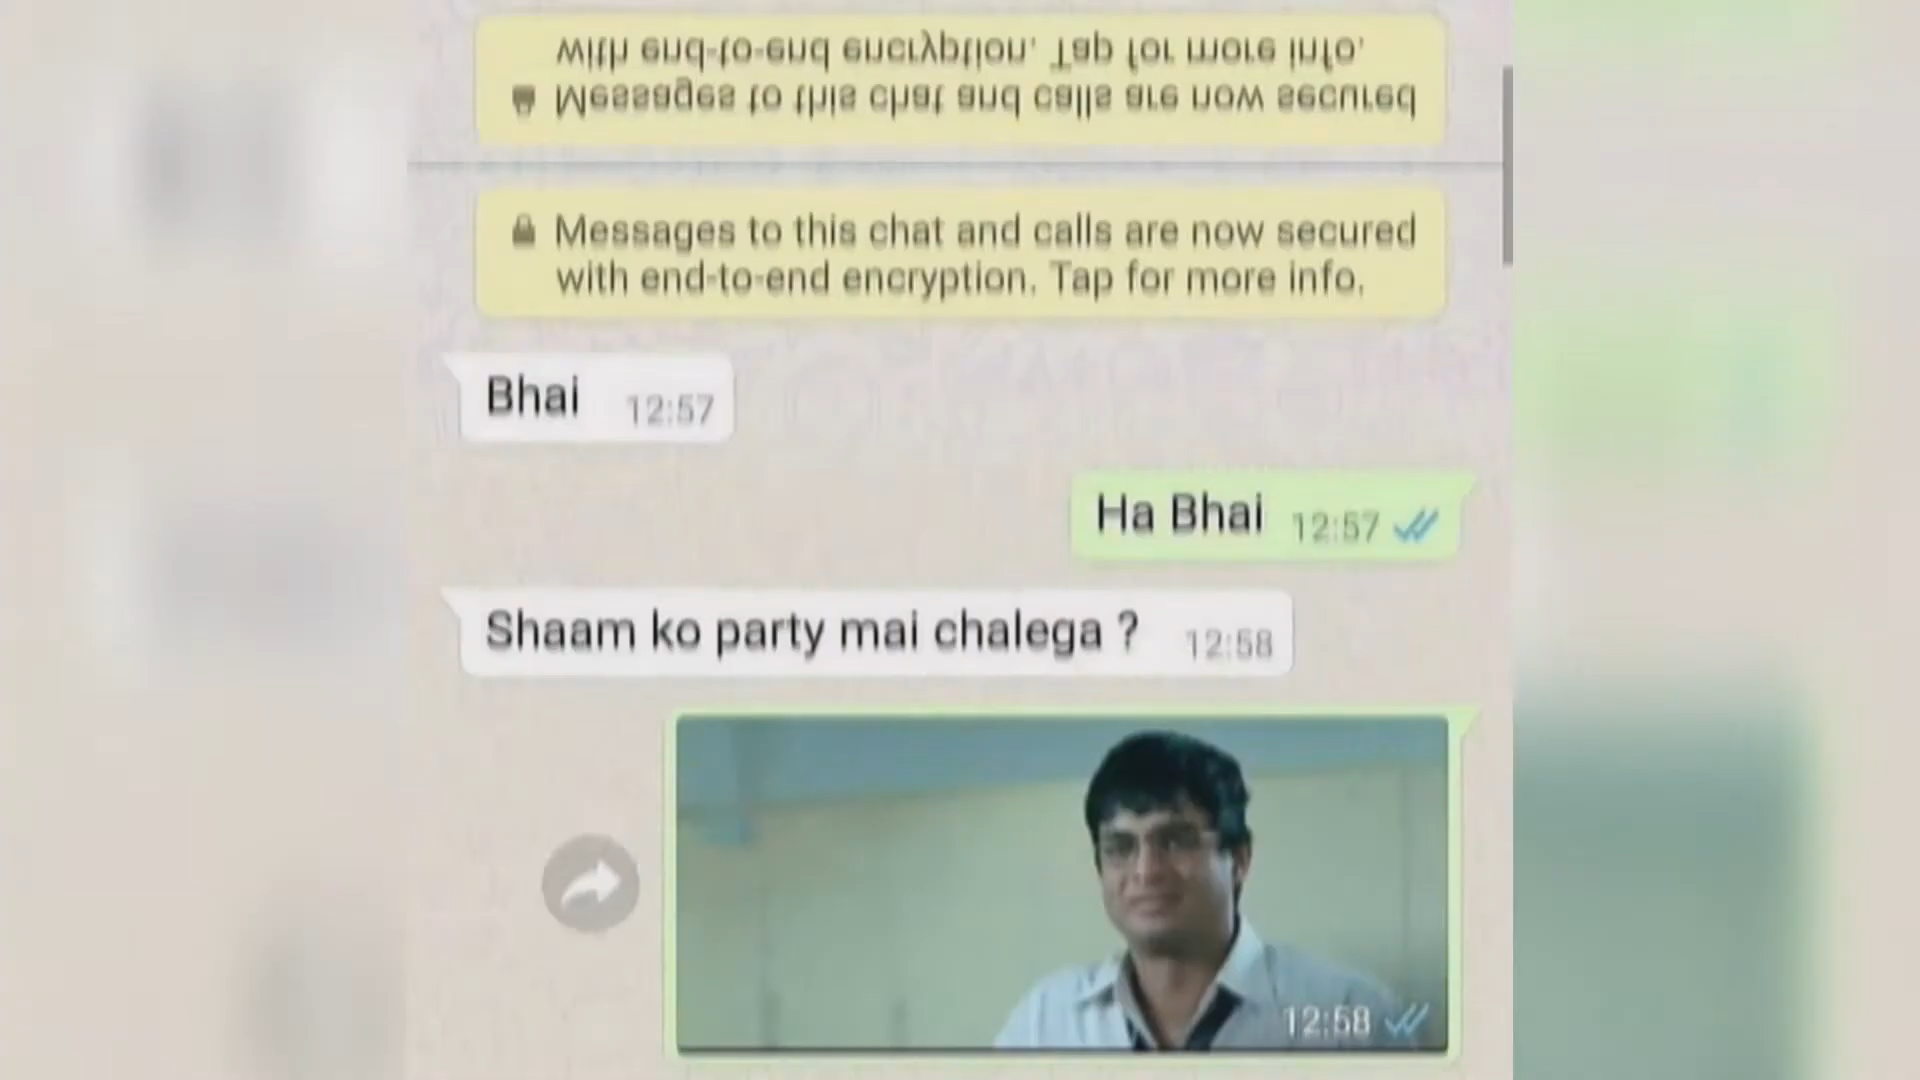 with end-to-end encryption. Tap for more info.
Messages to this chat and calls are now secured
Messages to this chat and calls are now secured
with end-to-end encryption. Tap for more info.
Bhai 12:57
Ha Bhai 12:57
Shaam ko party mai chalega ? 12:58
12:58